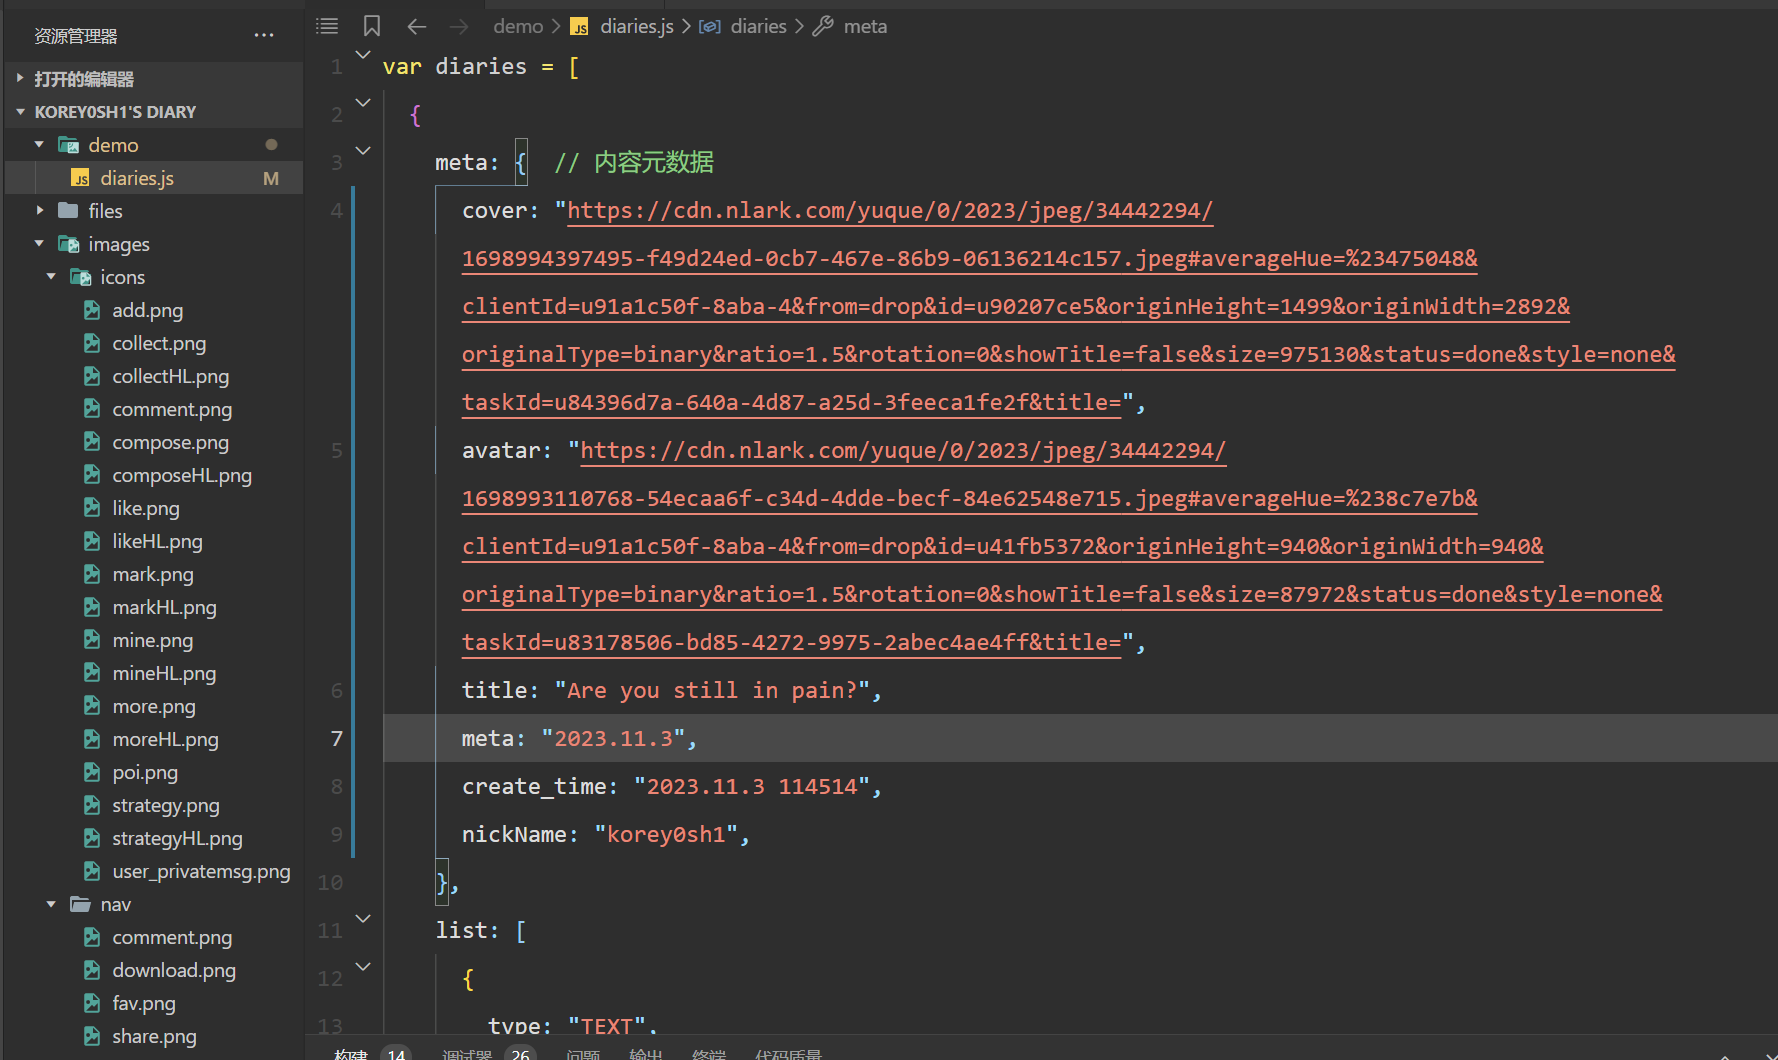 资源管理器
打开的编辑器
KOREY0SH1'S DIARY
demo
diaries.js M
files
images
icons
add.png
collect.png
collectHL.png
comment.png
compose.png
composeHL.png
like.png
likeHL.png
mark.png
markHL.png
mine.png
mineHL.png
more.png
moreHL.png
poi.png
strategy.png
strategyHL.png
user_privatemsg.png
nav
comment.png
download.png
fav.png
share.png
demo > JS diaries.js > diaries > meta
1 var diaries = [
2 {
3 meta: { // 内容元数据
4 cover: "https://cdn.nlark.com/yuque/0/2023/jpeg/34442294/
1698994397495-f49d24ed-0cb7-467e-86b9-06136214c157.jpeg#averageHue=%23475048&
clientId=u91a1c50f-8aba-4&from=drop&id=u90207ce5&originHeight=1499&originWidth=2892&
originalType=binary&ratio=1.5&rotation=0&showTitle=false&size=975130&status=done&style=none&
taskId=u84396d7a-640a-4d87-a25d-3feeca1fe2f&title=",
5 avatar: "https://cdn.nlark.com/yuque/0/2023/jpeg/34442294/
1698993110768-54ecaa6f-c34d-4dde-becf-84e62548e715.jpeg#averageHue=%238c7e7b&
clientId=u91a1c50f-8aba-4&from=drop&id=u41fb5372&originHeight=940&originWidth=940&
originalType=binary&ratio=1.5&rotation=0&showTitle=false&size=87972&status=done&style=none&
taskId=u83178506-bd85-4272-9975-2abec4ae4ff&title=",
6 title: "Are you still in pain?",
7 meta: "2023.11.3",
8 create_time: "2023.11.3 114514",
9 nickName: "korey0sh1",
10 },
11 list: [
12 {
13 type: "TEXT",
构建 14 调试器 26 问题 输出 终端 代码质量